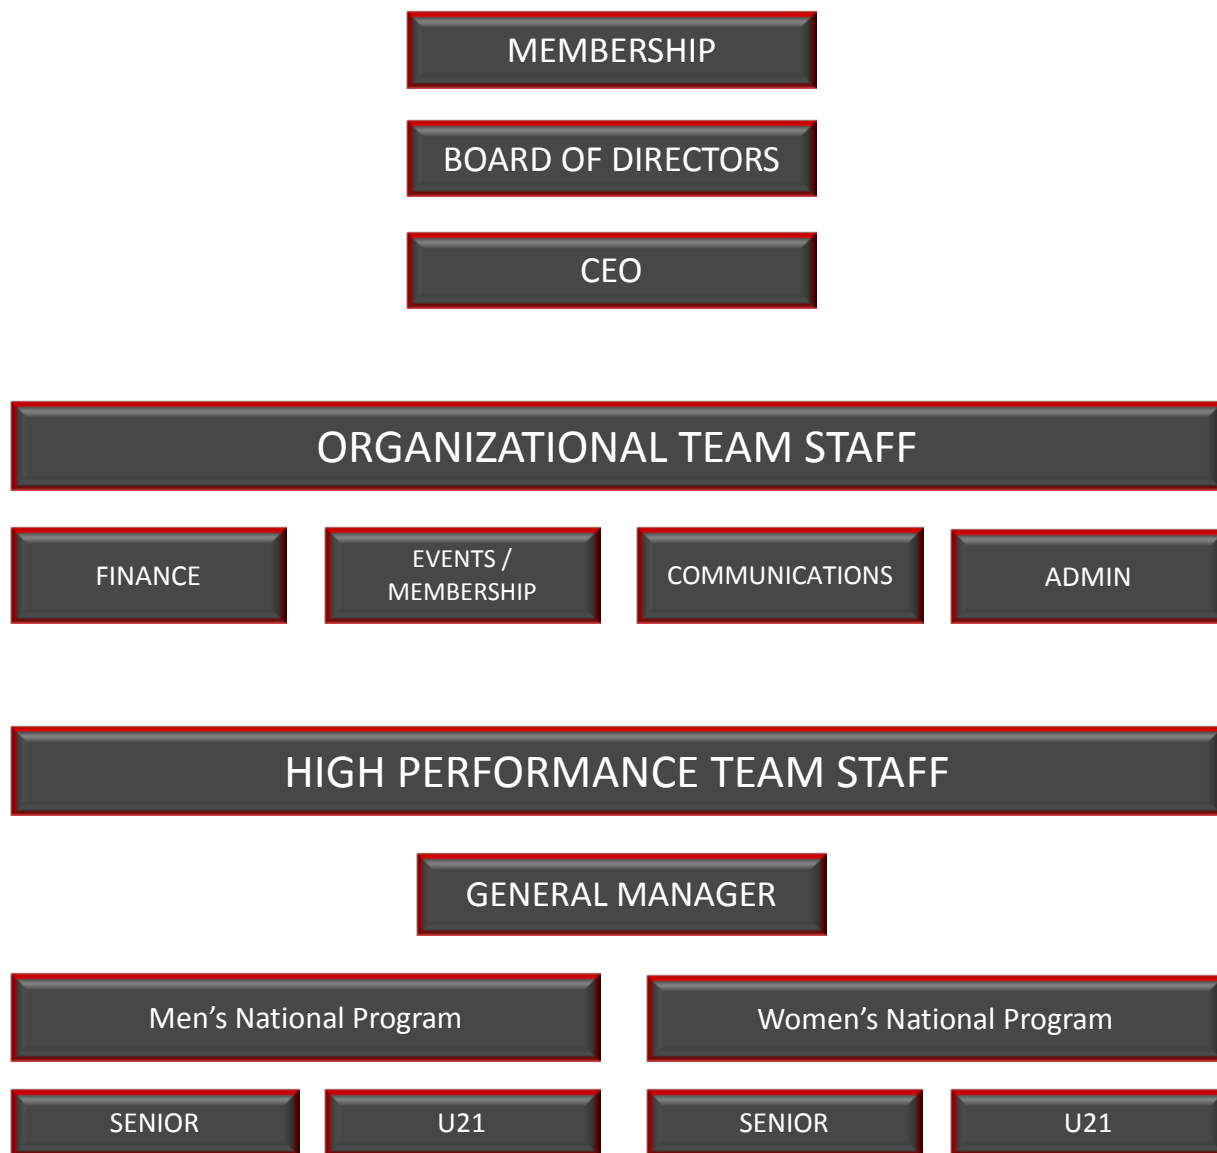 MEMBERSHIP
BOARD OF DIRECTORS
CEO
ORGANIZATIONAL TEAM STAFF
FINANCE
EVENTS /
MEMBERSHIP
COMMUNICATIONS
ADMIN
HIGH PERFORMANCE TEAM STAFF
GENERAL MANAGER
Men’s National Program
Women’s National Program
SENIOR
U21
SENIOR
U21